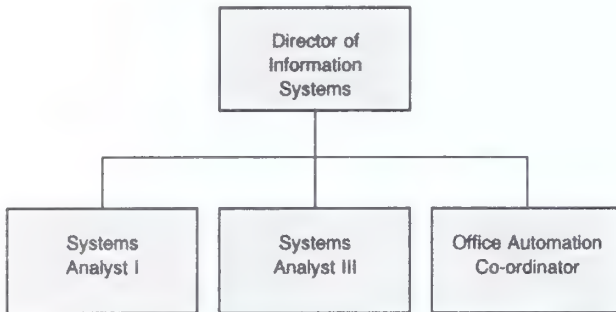 Director of
Information
Systems
Systems
Analyst I
Systems
Analyst III
Office Automation
Co-ordinator